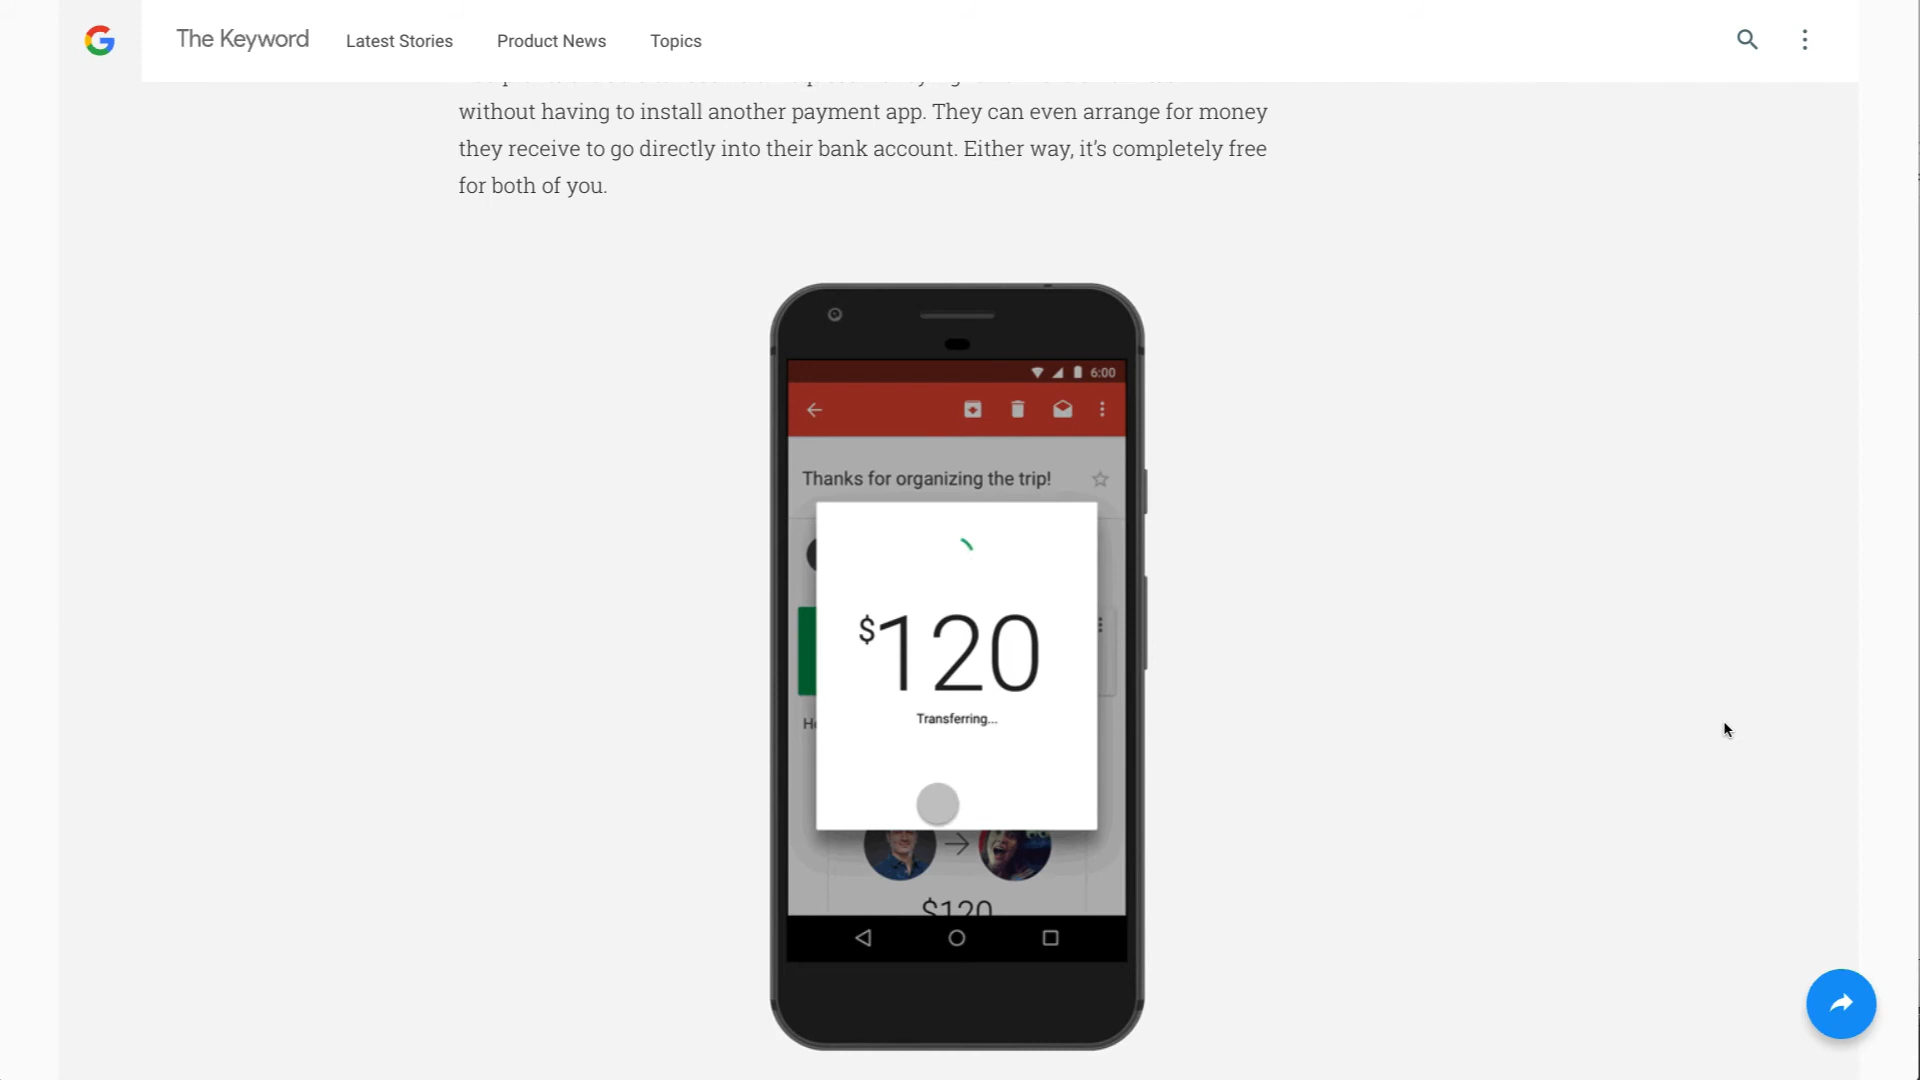 The Keyword
Latest Stories
Product News
Topics
without having to install another payment app. They can even arrange for money
they receive to go directly into their bank account. Either way, it’s completely free
for both of you.
6:00
Thanks for organizing the trip!
$120
Transferring...
$120